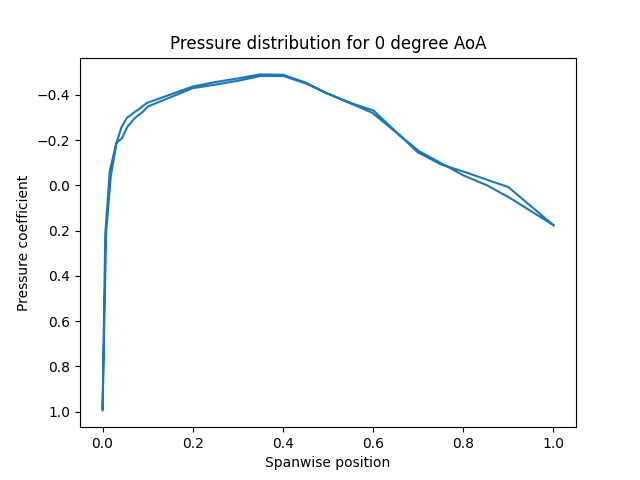 Pressure distribution for 0 degree AoA
Pressure coefficient
−0.4
−0.2
0.0
0.2
0.4
0.6
0.8
1.0
0.0 0.2 0.4 0.6 0.8 1.0
Spanwise position